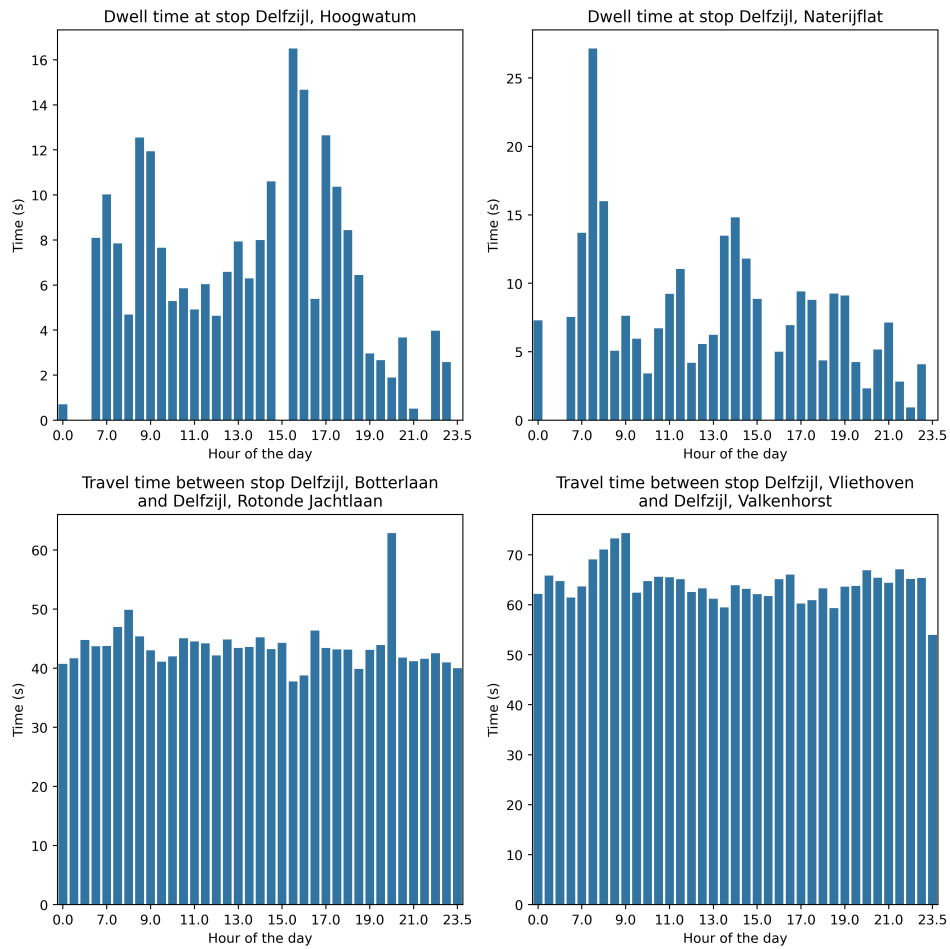 Dwell time at stop Delfzijl, Hoogwatum
16
14
12
10
8
6
4
2
0
Time (s)
0.0 7.0 9.0 11.0 13.0 15.0 17.0 19.0 21.0 23.5
Hour of the day
Dwell time at stop Delfzijl, Naterijflat
25
20
15
10
5
0
Time (s)
0.0 7.0 9.0 11.0 13.0 15.0 17.0 19.0 21.0 23.5
Hour of the day
Travel time between stop Delfzijl, Botterlaan
and Delfzijl, Rotonde Jachtlaan
60
50
40
30
20
10
0
Time (s)
0.0 7.0 9.0 11.0 13.0 15.0 17.0 19.0 21.0 23.5
Hour of the day
Travel time between stop Delfzijl, Vliethoven
and Delfzijl, Valkenhorst
70
60
50
40
30
20
10
0
Time (s)
0.0 7.0 9.0 11.0 13.0 15.0 17.0 19.0 21.0 23.5
Hour of the day